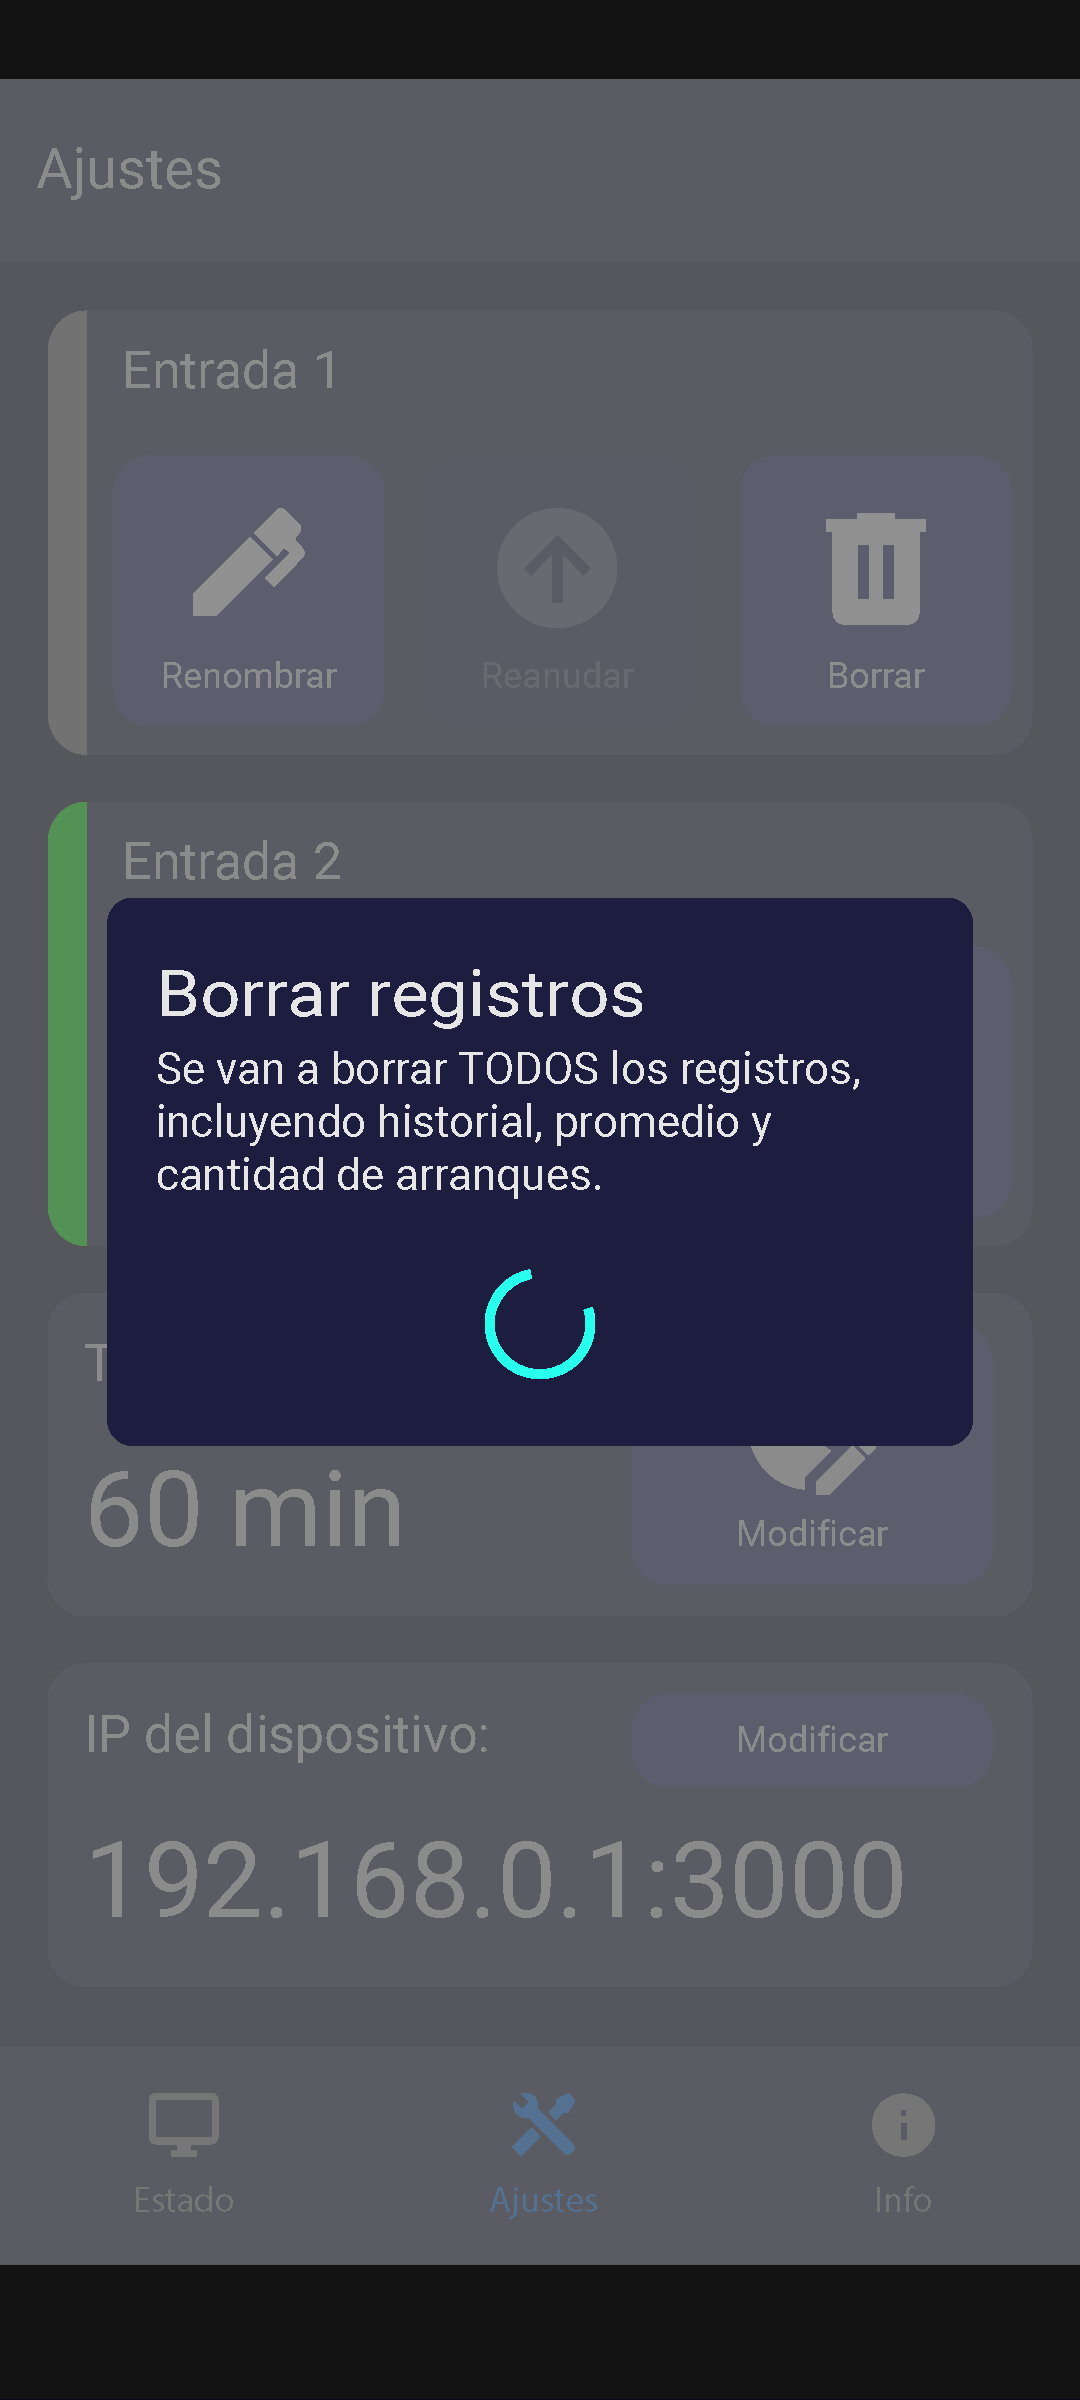 Ajustes
Entrada 1
Renombrar
Reanudar
Borrar
Entrada 2
Borrar registros
Se van a borrar TODOS los registros,
incluyendo historial, promedio y
cantidad de arranques.
T
60 min
Modificar
IP del dispositivo:
Modificar
192.168.0.1:3000
Estado
Ajustes
Info